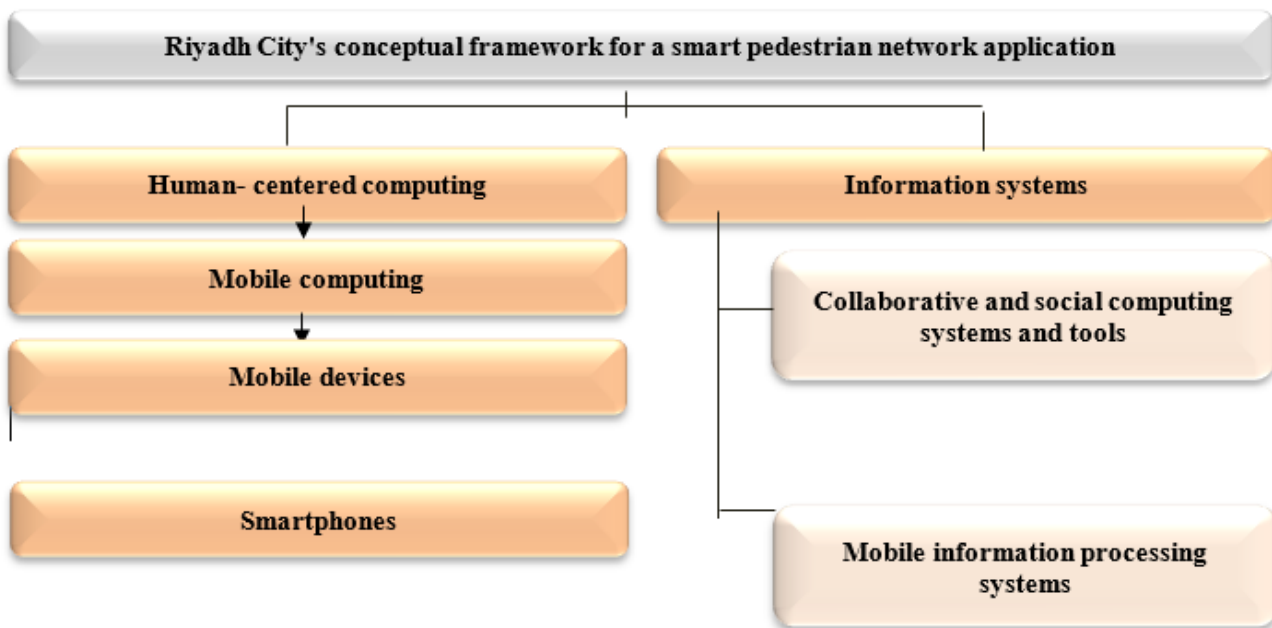 Riyadh City's conceptual framework for a smart pedestrian network application
Human- centered computing
Mobile computing
Mobile devices
Smartphones
Information systems
Collaborative and social computing
systems and tools
Mobile information processing
systems